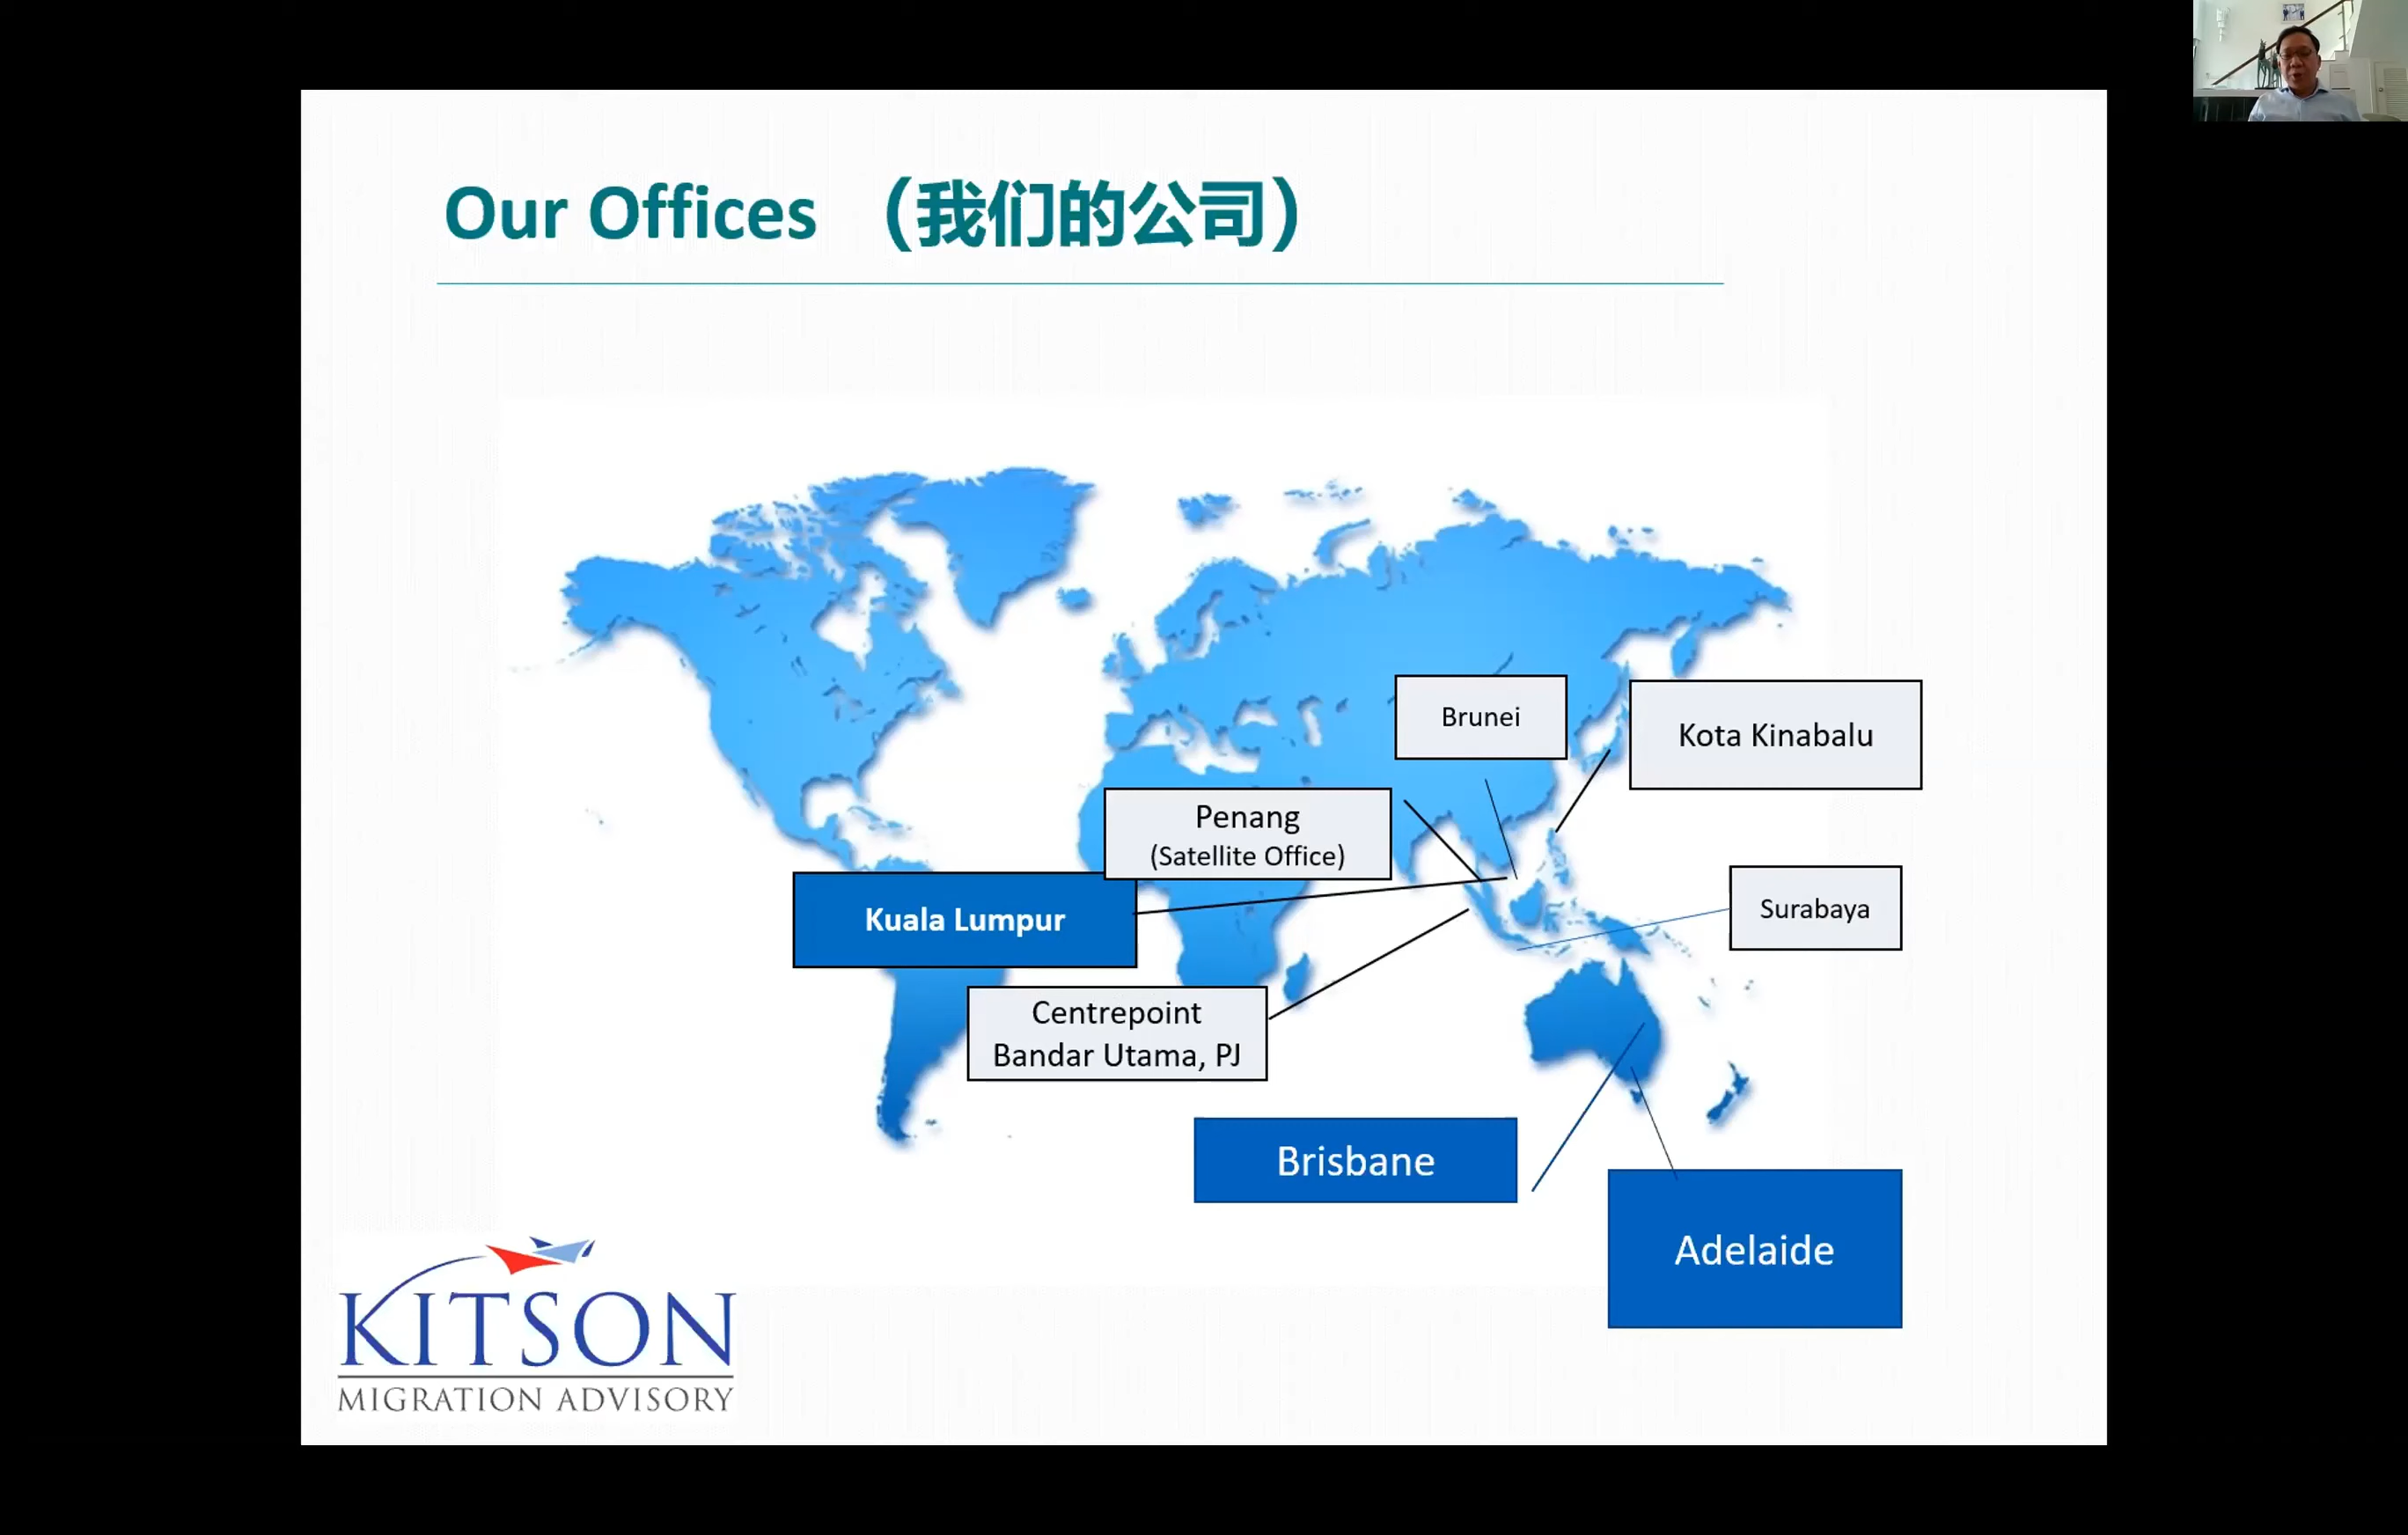 Our Offices （我们的公司）
Brunei
Kota Kinabalu
Penang
(Satellite Office)
Kuala Lumpur
Surabaya
Centrepoint
Bandar Utama, PJ
Brisbane
Adelaide
KITSON
MIGRATION ADVISORY